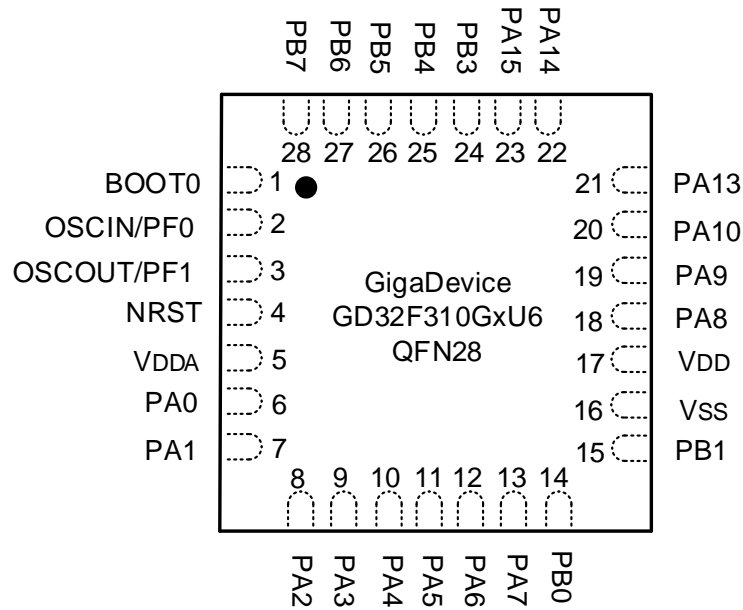 PB7 PB6 PB5 PB4 PB3 PA15 PA14
28 27 26 25 24 23 22
BOOT0 1
OSCIN/PF0 2
OSCOUT/PF1 3
NRST 4
VDDA 5
PA0 6
PA1 7
GigaDevice
GD32F310GxU6
QFN28
21 PA13
20 PA10
19 PA9
18 PA8
17 VDD
16 VSS
15 PB1
8 9 10 11 12 13 14
PA2 PA3 PA4 PA5 PA6 PA7 PB0